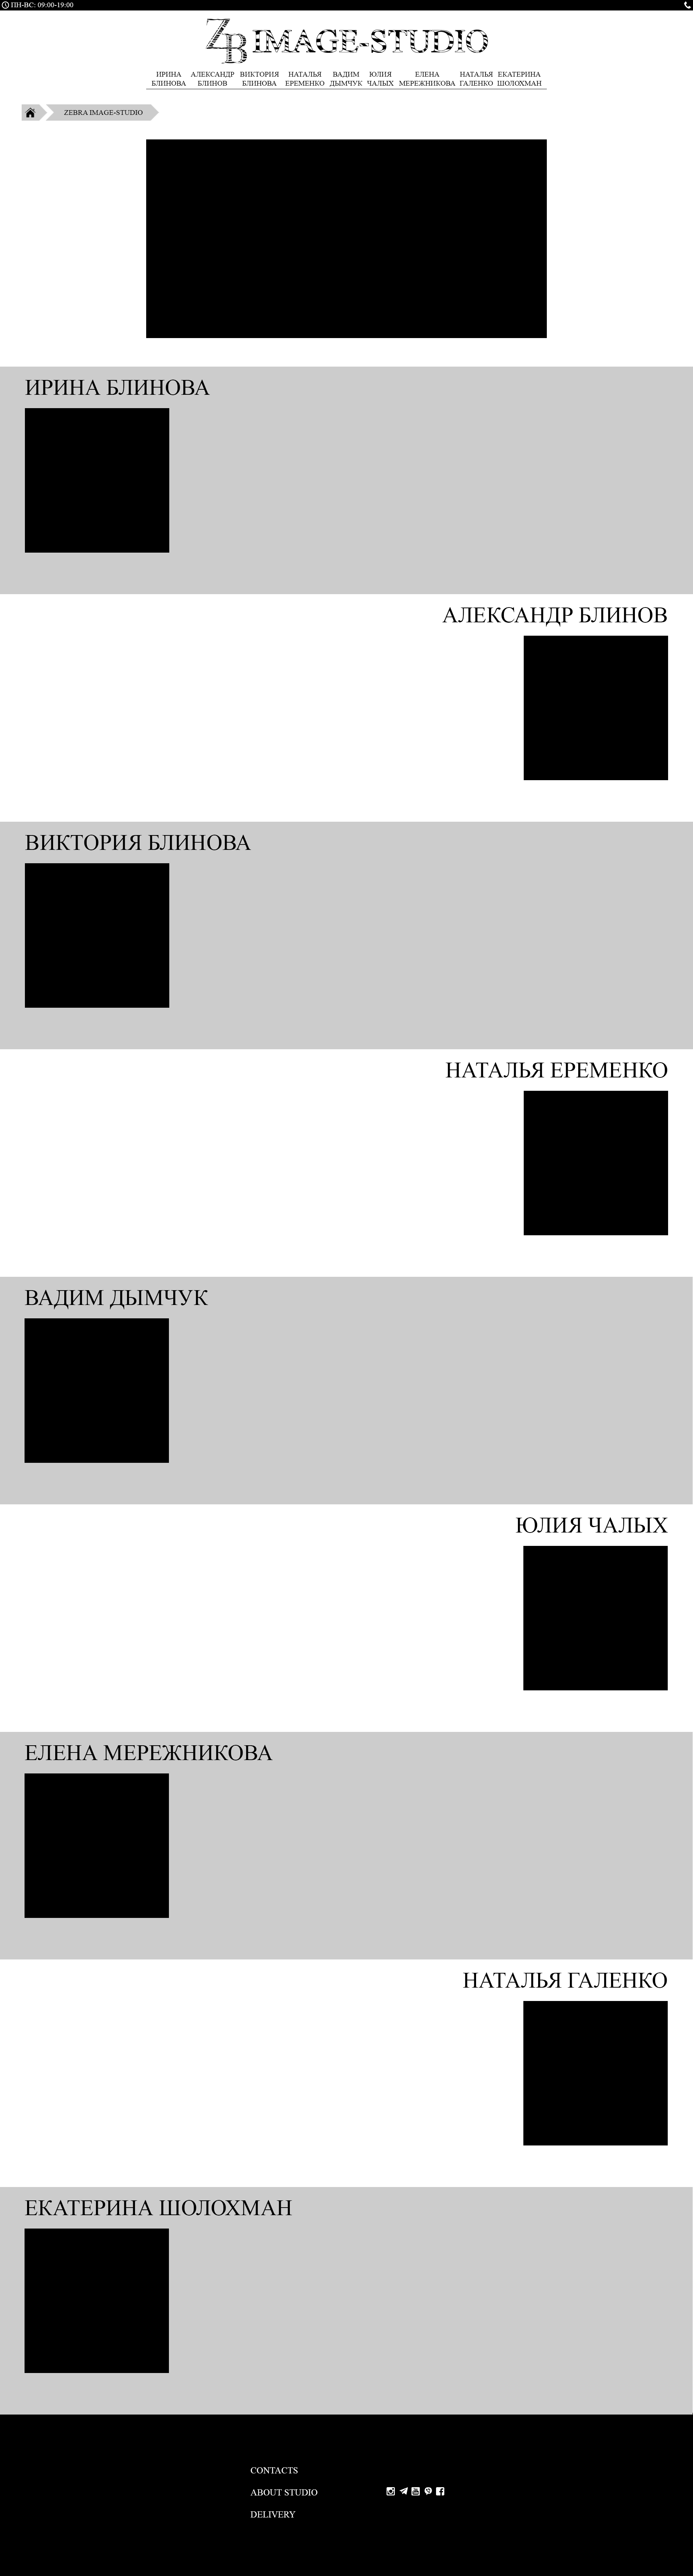 ПН-ВС: 09:00-19:00
ZB IMAGE-STUDIO
ИРИНА БЛИНОВА
АЛЕКСАНДР БЛИНОВ
ВИКТОРИЯ БЛИНОВА
НАТАЛЬЯ ЕРЕМЕНКО
ВАДИМ ДЫМЧУК
ЮЛИЯ ЧАЛЫХ
ЕЛЕНА МЕРЕЖНИКОВА
НАТАЛЬЯ ГАЛЕНКО
ЕКАТЕРИНА ШОЛОХМАН
ZEBRA IMAGE-STUDIO
ИРИНА БЛИНОВА
АЛЕКСАНДР БЛИНОВ
ВИКТОРИЯ БЛИНОВА
НАТАЛЬЯ ЕРЕМЕНКО
ВАДИМ ДЫМЧУК
ЮЛИЯ ЧАЛЫХ
ЕЛЕНА МЕРЕЖНИКОВА
НАТАЛЬЯ ГАЛЕНКО
ЕКАТЕРИНА ШОЛОХМАН
CONTACTS
ABOUT STUDIO
DELIVERY